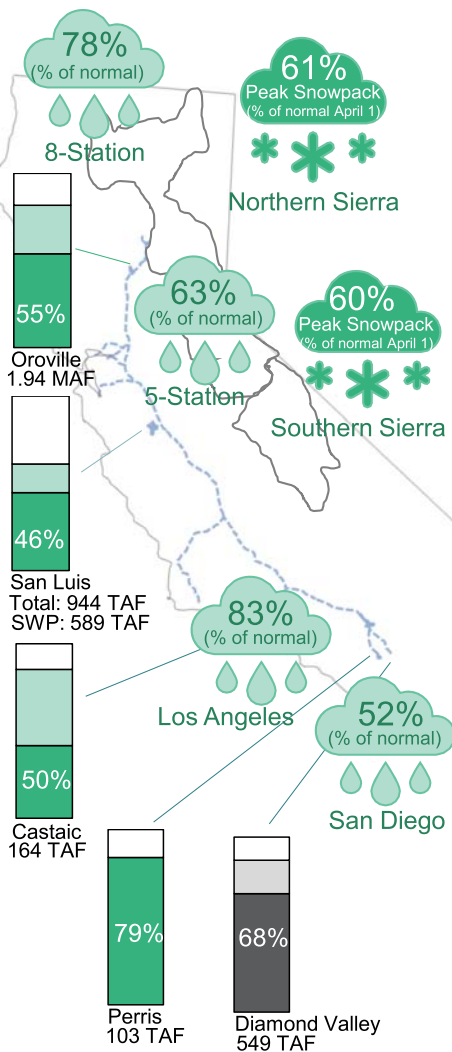 78%
(% of normal)
8-Station
61%
Peak Snowpack
(% of normal April 1)
Northern Sierra
55%
Oroville
1.94 MAF
63%
(% of normal)
5-Station
60%
Peak Snowpack
(% of normal April 1)
Southern Sierra
46%
San Luis
Total: 944 TAF
SWP: 589 TAF
83%
(% of normal)
Los Angeles
52%
(% of normal)
San Diego
50%
Castaic
164 TAF
79%
Perris
103 TAF
68%
Diamond Valley
549 TAF